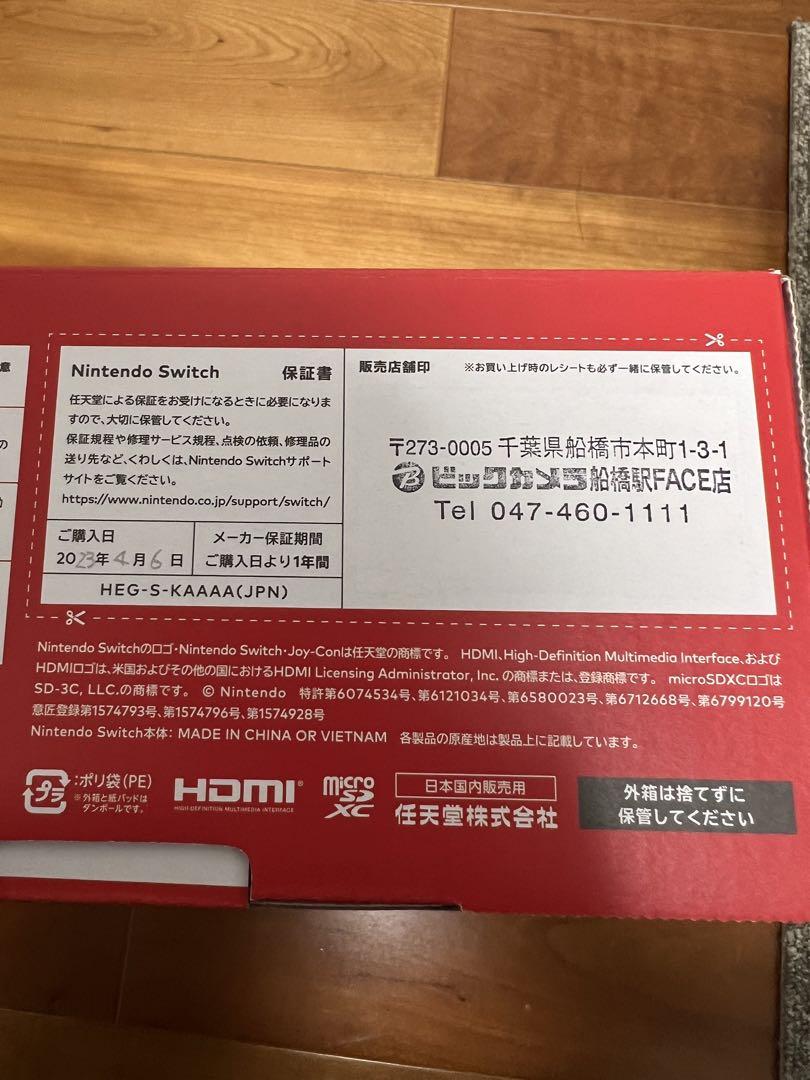 意
の
Nintendo Switch 保証書
任天堂による保証をお受けになるときに必要になりま
すので、大切に保管してください。
保証規程や修理サービス規程、点検の依頼、修理品の
送り先など、くわしくは、Nintendo Switchサポート
サイトをご覧ください。
https://www.nintendo.co.jp/support/switch/
ご購入日
2023年4月6日
メーカー保証期間
ご購入日より1年間
HEG-S-KAAAA(JPN)
販売店舗印 ※お買い上げ時のレシートも必ず一緒に保管してください。
〒273-0005 千葉県船橋市本町1-3-1
B ビックカメラ船橋駅FACE店
Tel 047-460-1111
Nintendo Switchのロゴ・Nintendo Switch・Joy-Conは任天堂の商標です。 HDMI、High-Definition Multimedia Interface、および
HDMIロゴは、米国およびその他の国におけるHDMI Licensing Administrator, Inc. の商標または、登録商標です。 microSDXCロゴは
SD-3C, LLC.の商標です。 © Nintendo 特許第6074534号、第6121034号、第6580023号、第6712668号、第6799120号
意匠登録第1574793号、第1574796号、第1574928号
Nintendo Switch本体: MADE IN CHINA OR VIETNAM 各製品の原産地は製品上に記載しています。
プラ :ポリ袋(PE)
※外箱と紙パッドは
ダンボールです。
HDMI®
HIGH-DEFINITION MULTIMEDIA INTERFACE
micro
SD
XC
日本国内販売用
任天堂株式会社
外箱は捨てずに
保管してください